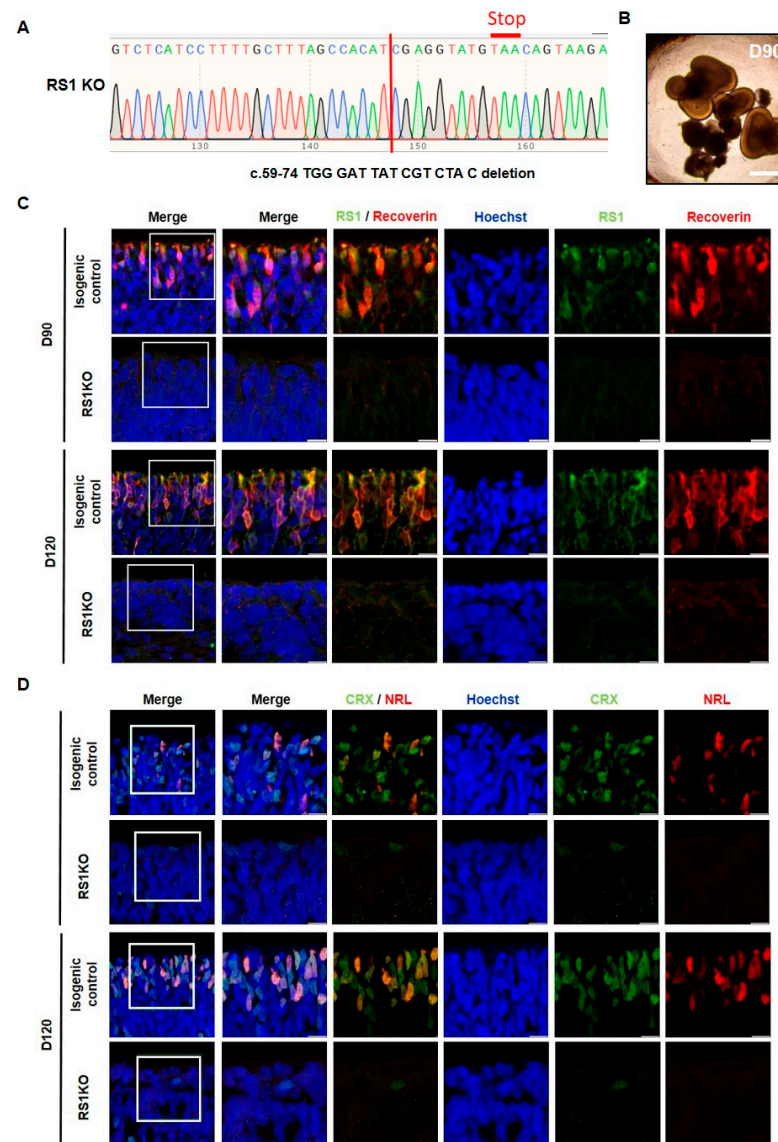 A
Stop
B
GTCTCATCCTTTTGCTTTAGCCACATCGAGGTATGTAACAGTAAGA
D90
RS1 KO
130
140
150
160
c.59-74 TGG GAT TAT CGT CTA C deletion
C
Merge
Merge
RS1 / Recoverin
Hoechst
RS1
Recoverin
D90
Isogenic
control
RS1KO
D120
Isogenic
control
RS1KO
D
Merge
Merge
CRX / NRL
Hoechst
CRX
NRL
Isogenic
control
RS1KO
D120
Isogenic
control
RS1KO